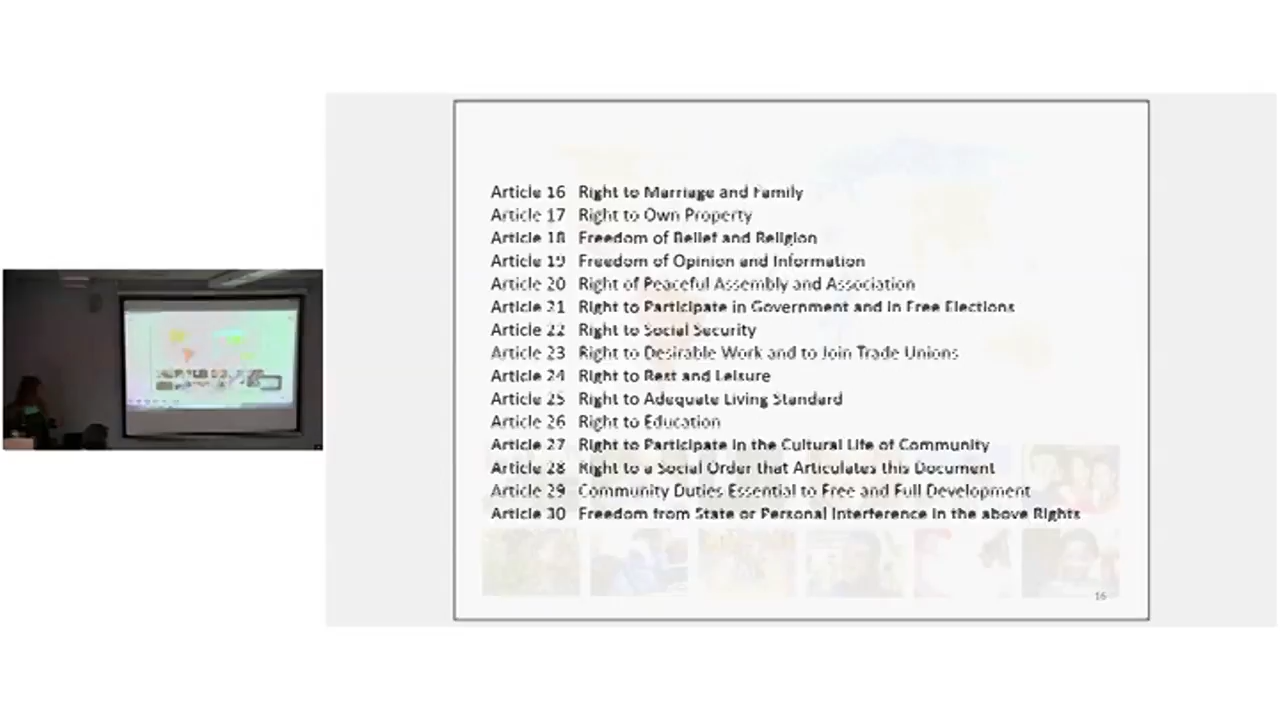 Article 16 Right to Marriage and Family
Article 17 Right to Own Property
Article 18 Freedom of Belief and Religion
Article 19 Freedom of Opinion and Information
Article 20 Right of Peaceful Assembly and Association
Article 21 Right to Participate in Government and in Free Elections
Article 22 Right to Social Security
Article 23 Right to Desirable Work and to Join Trade Unions
Article 24 Right to Rest and Leisure
Article 25 Right to Adequate Living Standard
Article 26 Right to Education
Article 27 Right to Participate in the Cultural Life of Community
Article 28 Right to a Social Order that Articulates this Document
Article 29 Community Duties Essential to Free and Full Development
Article 30 Freedom from State or Personal Interference in the above Rights
16